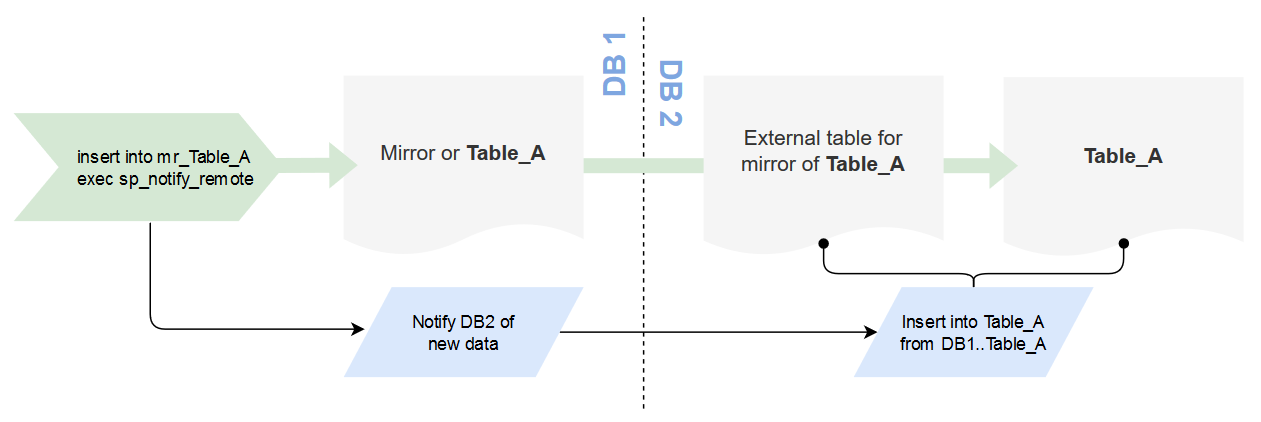 DB 1
DB 2
insert into mr_Table_A
exec sp_notify_remote
Mirror or Table_A
External table for
mirror of Table_A
Table_A
Notify DB2 of
new data
Insert into Table_A
from DB1..Table_A